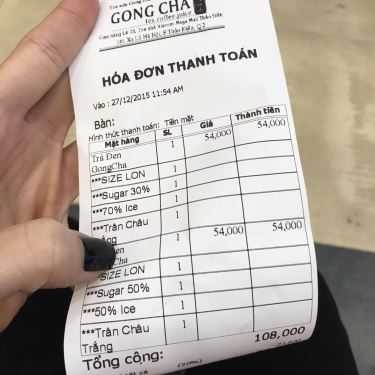 GONG CHA
Tea coffee juice
HÓA ĐƠN THANH TOÁN
Vào : 27/12/2015 11:54 AM
Bàn:
Hình thức thanh toán: Tiền mặt
Mặt hàng SL Giá Thành tiền
Trà Đen 1 54,000 54,000
GongCha
***SIZE LON 1
***Sugar 30% 1
***70% Ice 1
***Trân Châu 1
1 54,000 54,000
***SIZE LON 1
***Sugar 50% 1
***50% Ice 1
***Trân Châu 1
Trắng
Tổng cộng: 108,000